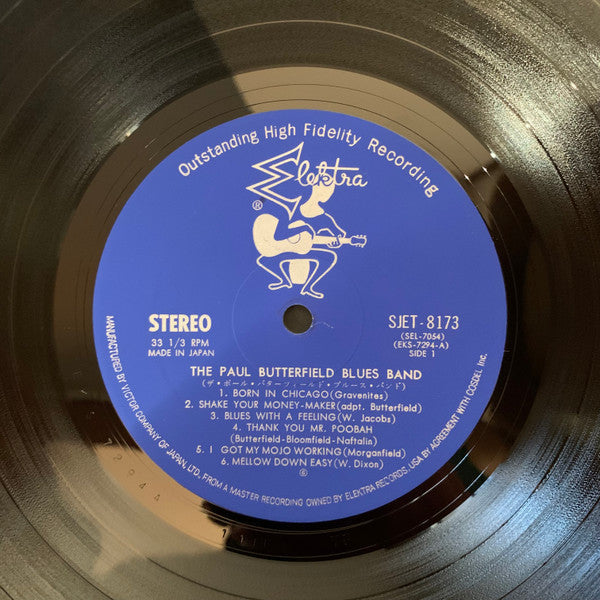 Outstanding High Fidelity Recording
Elektra
®
STEREO
33 1/3 RPM
MADE IN JAPAN
SJET-8173
(SEL-7054)
(EKS-7294-A)
SIDE 1
THE PAUL BUTTERFIELD BLUES BAND
(ザ・ポール・バターフィールド・ブルース・バンド)
1. BORN IN CHICAGO(Gravenites)
2. SHAKE YOUR MONEY-MAKER(adpt. Butterfield)
3. BLUES WITH A FEELING(W. Jacobs)
4. THANK YOU MR. POOBAH
(Butterfield-Bloomfield-Naftalin)
5. I GOT MY MOJO WORKING(Morganfield)
6. MELLOW DOWN EASY(W. Dixon)
®
MANUFACTURED BY VICTOR COMPANY OF JAPAN, LTD. FROM A MASTER RECORDING OWNED BY ELEKTRA RECORDS, USA BY AGREEMENT WITH COSDEL Inc.